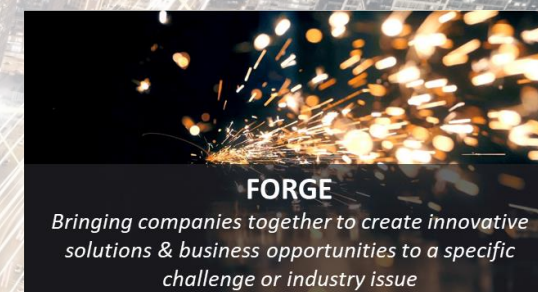 FORGE
Bringing companies together to create innovative
solutions & business opportunities to a specific
challenge or industry issue